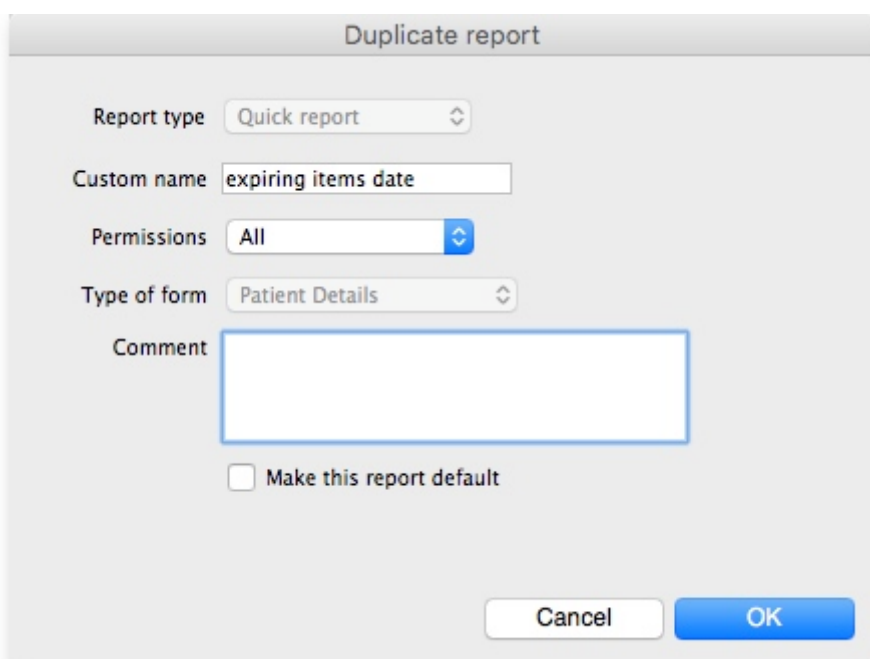 Duplicate report
Report type Quick report
Custom name expiring items date
Permissions All
Type of form Patient Details
Comment
Make this report default
Cancel OK